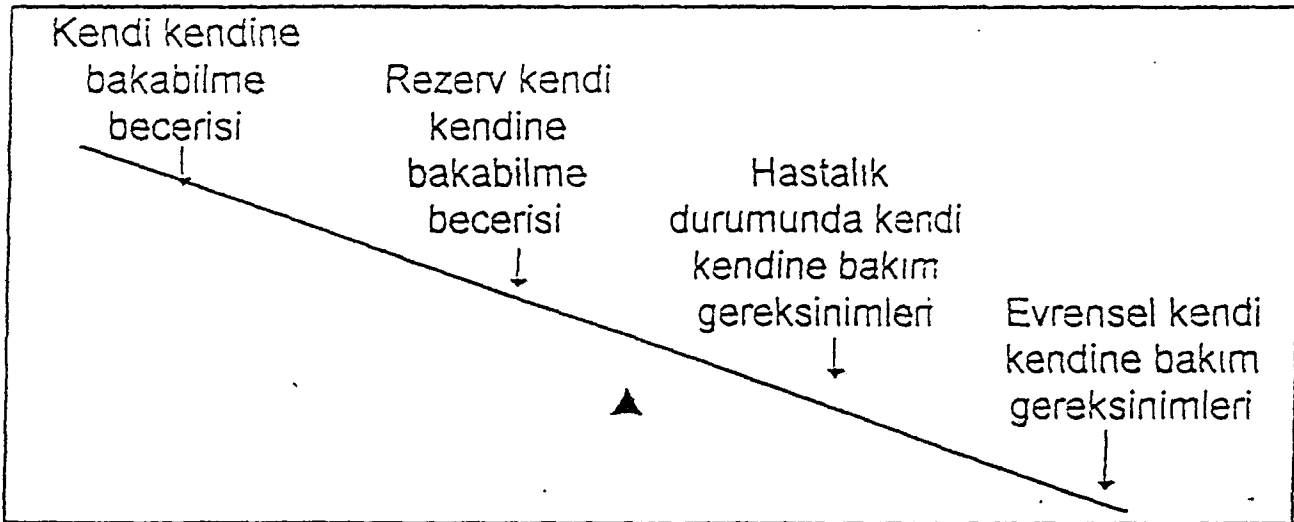 Kendi kendine
bakabilme
becerisi
Rezerv kendi
kendine
bakabilme
becerisi
Hastalık
durumunda kendi
kendine bakım
gereksinimleri
Evrensel kendi
kendine bakım
gereksinimleri